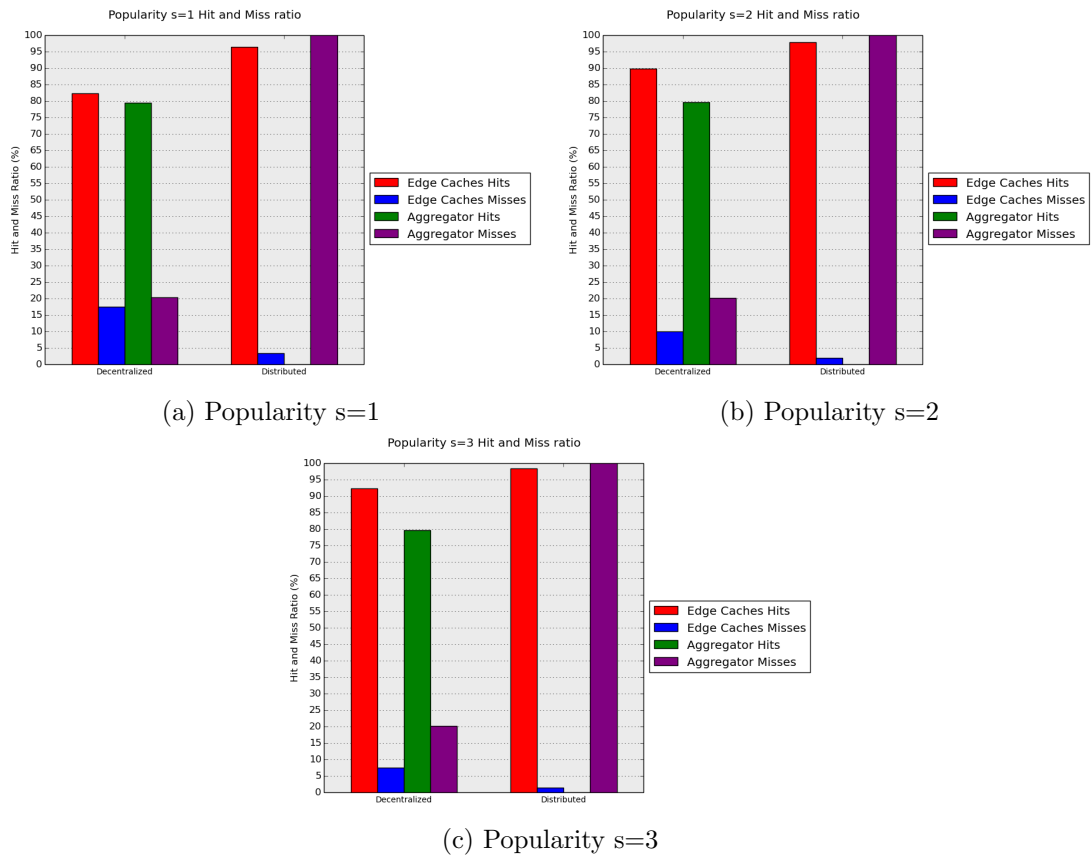 Popularity s=1 Hit and Miss ratio
100
95
90
85
80
75
70
65
60
55
50
45
40
35
30
25
20
15
10
5
0
Hit and Miss Ratio (%)
Decentralized
Distributed
Edge Caches Hits
Edge Caches Misses
Aggregator Hits
Aggregator Misses
(a) Popularity s=1
Popularity s=2 Hit and Miss ratio
100
95
90
85
80
75
70
65
60
55
50
45
40
35
30
25
20
15
10
5
0
Hit and Miss Ratio (%)
Decentralized
Distributed
Edge Caches Hits
Edge Caches Misses
Aggregator Hits
Aggregator Misses
(b) Popularity s=2
Popularity s=3 Hit and Miss ratio
100
95
90
85
80
75
70
65
60
55
50
45
40
35
30
25
20
15
10
5
0
Hit and Miss Ratio (%)
Decentralized
Distributed
Edge Caches Hits
Edge Caches Misses
Aggregator Hits
Aggregator Misses
(c) Popularity s=3